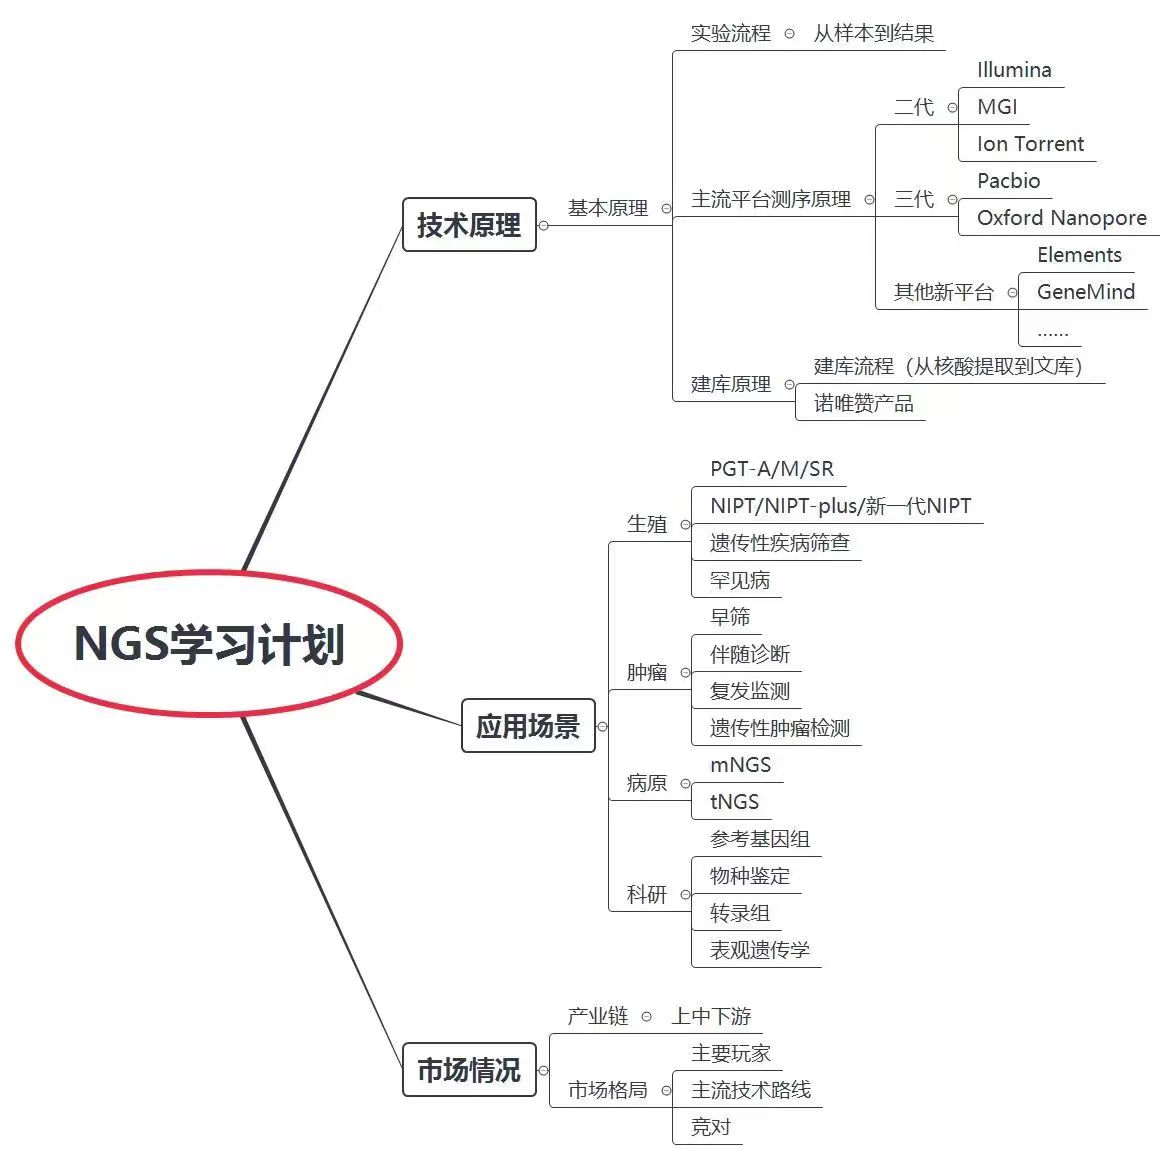 NGS学习计划
技术原理
基本原理
实验流程
从样本到结果
主流平台测序原理
二代
Illumina
MGI
Ion Torrent
三代
Pacbio
Oxford Nanopore
其他新平台
Elements
GeneMind
......
建库原理
建库流程（从核酸提取到文库）
诺唯赞产品
应用场景
生殖
PGT-A/M/SR
NIPT/NIPT-plus/新一代NIPT
遗传性疾病筛查
罕见病
肿瘤
早筛
伴随诊断
复发监测
遗传性肿瘤检测
病原
mNGS
tNGS
科研
参考基因组
物种鉴定
转录组
表观遗传学
市场情况
产业链
上中下游
市场格局
主要玩家
主流技术路线
竞对